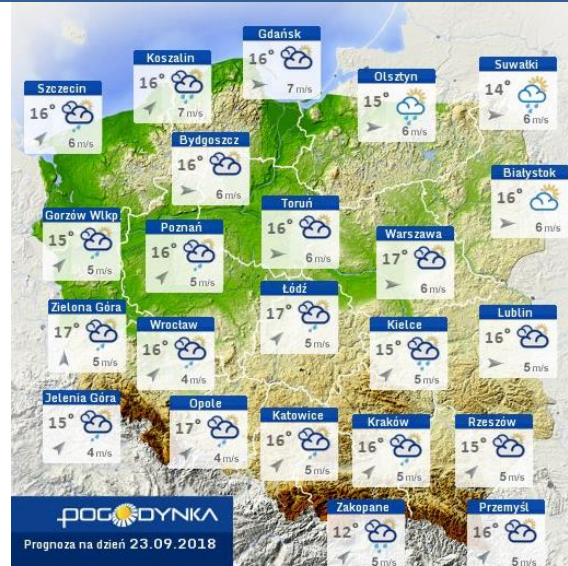 Gdańsk
16°
7 m/s
Koszalin
16°
7 m/s
Szczecin
16°
6 m/s
Olsztyn
15°
6 m/s
Suwałki
14°
6 m/s
Bydgoszcz
16°
6 m/s
Białystok
16°
6 m/s
Toruń
16°
6 m/s
Gorzów Wlkp
15°
5 m/s
Poznań
16°
5 m/s
Warszawa
17°
6 m/s
Łódź
17°
5 m/s
Zielona Góra
17°
5 m/s
Wrocław
16°
4 m/s
Kielce
15°
5 m/s
Lublin
16°
5 m/s
Jelenia Góra
15°
4 m/s
Opole
17°
4 m/s
Katowice
16°
5 m/s
Kraków
16°
5 m/s
Rzeszów
15°
5 m/s
Zakopane
12°
5 m/s
Przemyśl
16°
5 m/s
POGODYNKA
Prognoza na dzień 23.09.2018